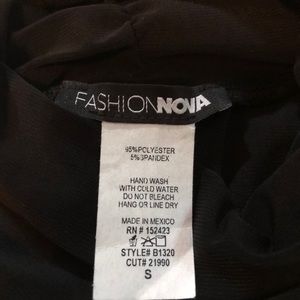 FASHIONNOVA
95%POLYESTER
5%SPANDEX
HAND WASH
WITH COLD WATER
DO NOT BLEACH
HANG OR LINE DRY
MADE IN MEXICO
RN # 152423
STYLE# B1320
CUT# 21990
S